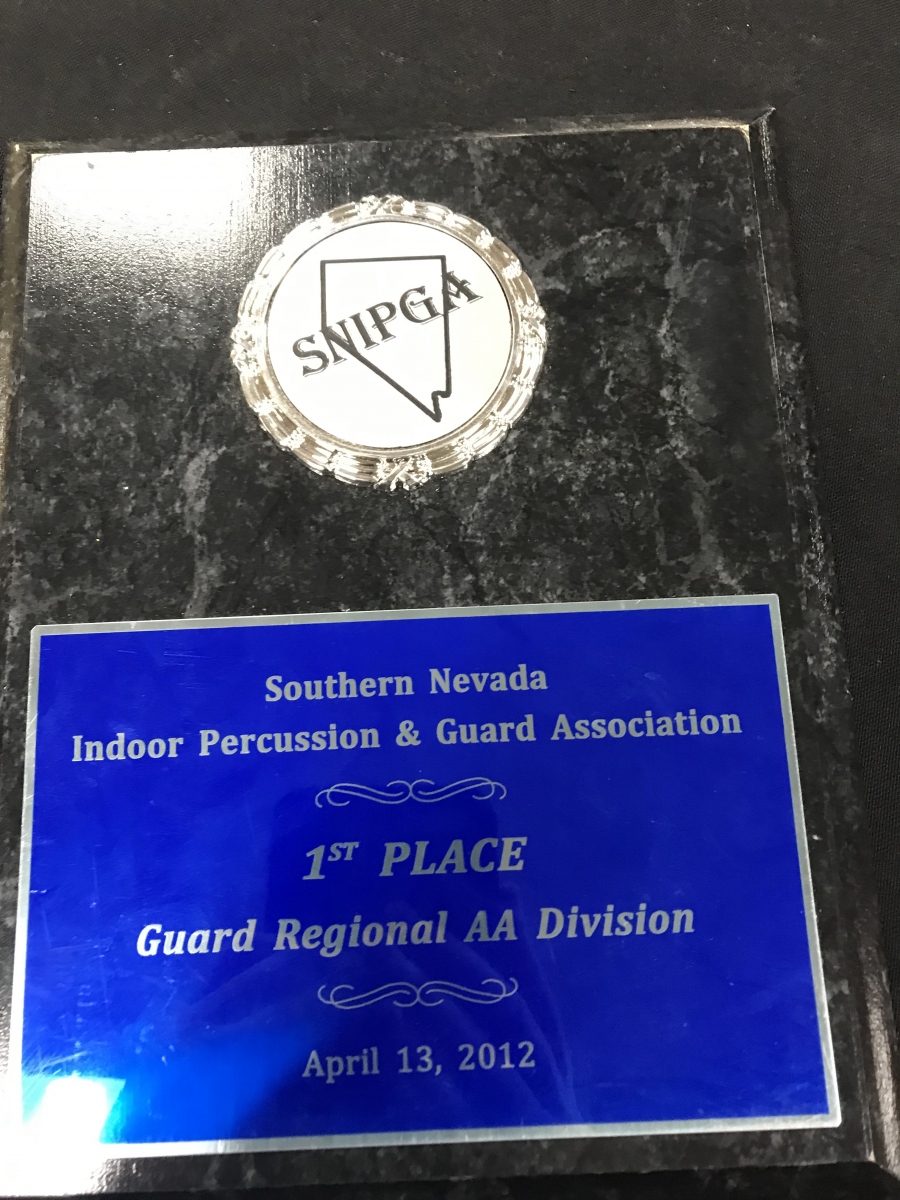 SNIPGA
Southern Nevada
Indoor Percussion & Guard Association
1ST PLACE
Guard Regional AA Division
April 13, 2012